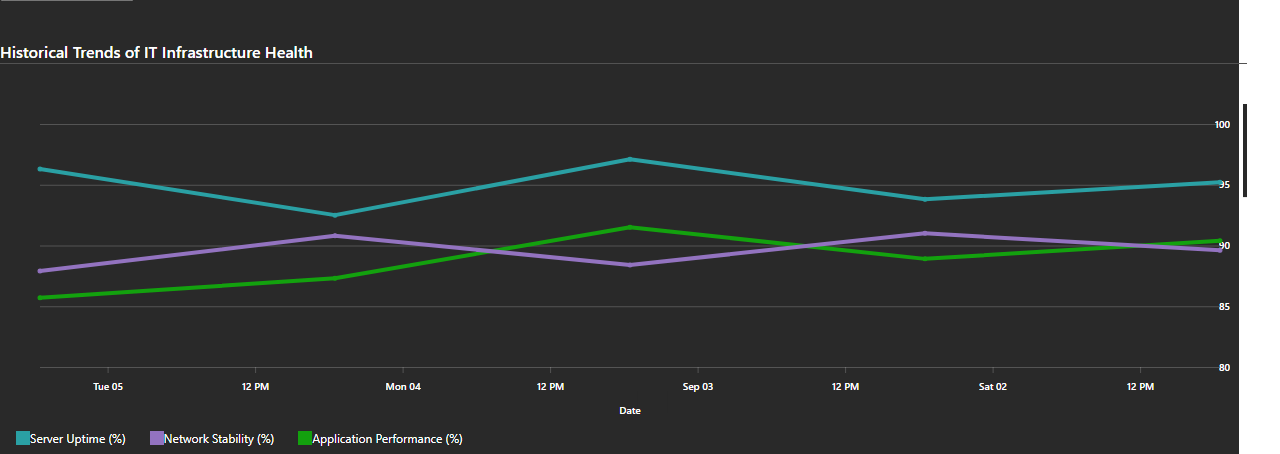 Historical Trends of IT Infrastructure Health
100
95
90
85
80
Tue 05 12 PM Mon 04 12 PM Sep 03 12 PM Sat 02 12 PM
Date
Server Uptime (%) Network Stability (%) Application Performance (%)